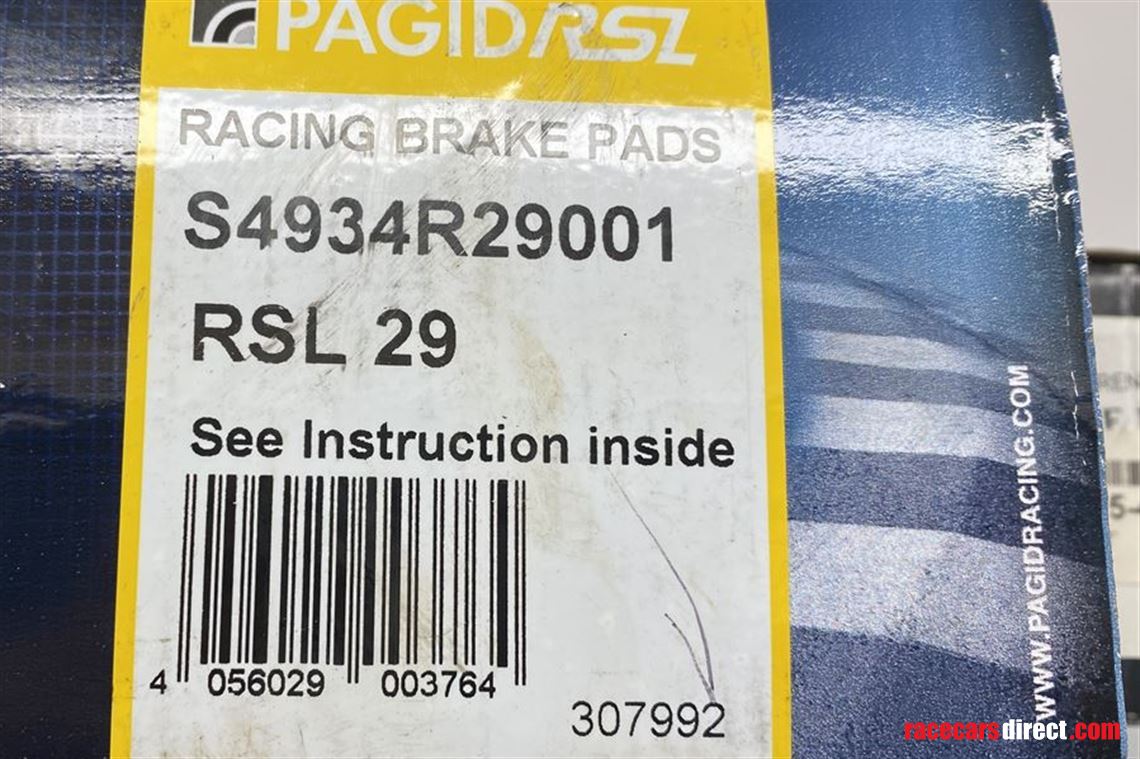 PAGIDRSL
RACING BRAKE PADS
S4934R29001
RSL 29
See Instruction inside
4 056029 003764
307992
WWW.PAGIDRACING.COM
racecarsdirect.com